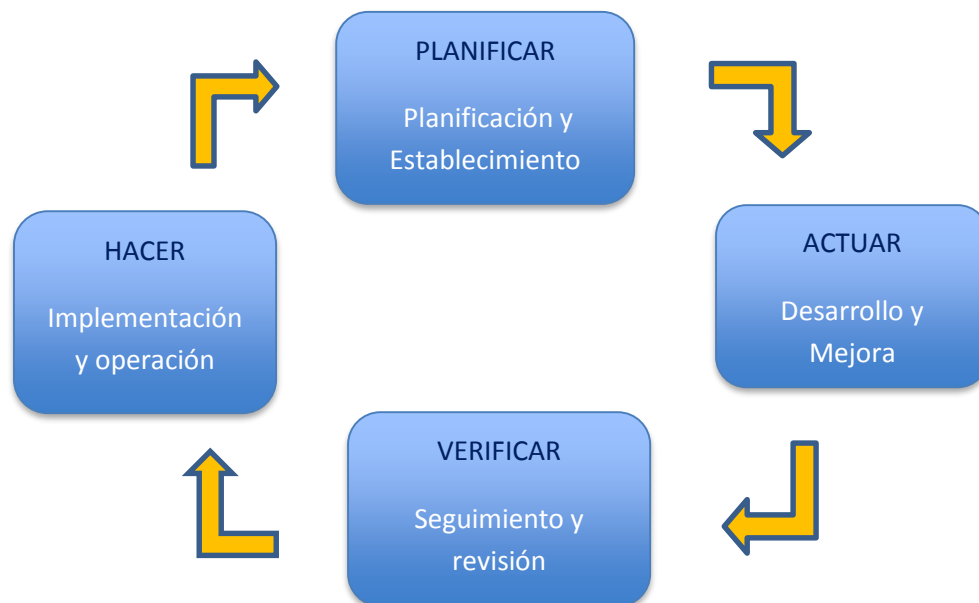 PLANIFICAR
Planificación y
Establecimiento
HACER
Implementación
y operación
ACTUAR
Desarrollo y
Mejora
VERIFICAR
Seguimiento y
revisión